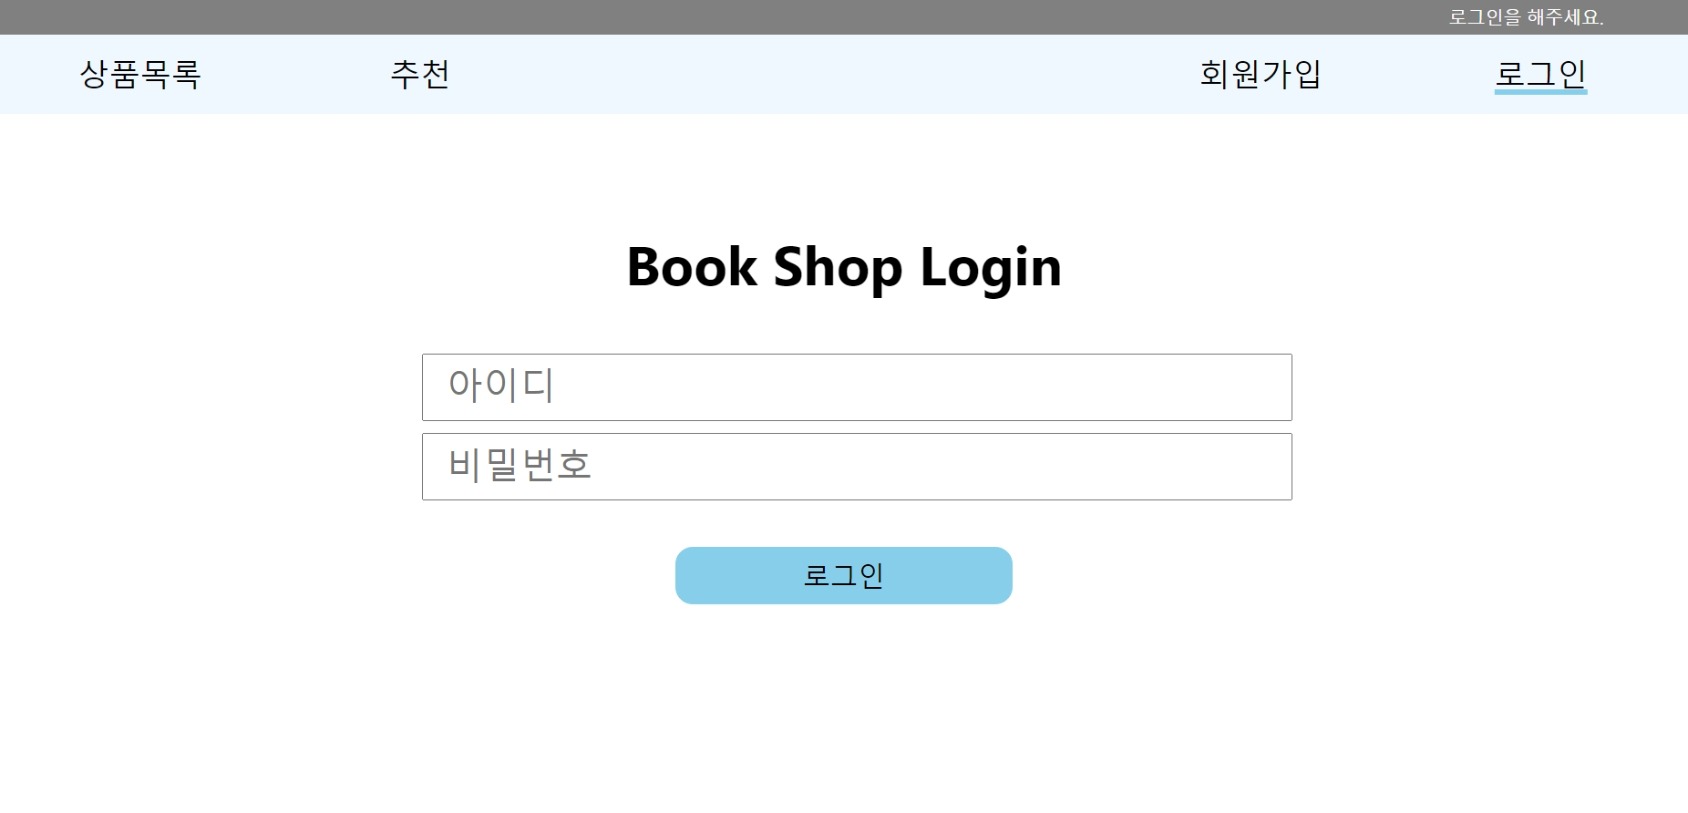 로그인을 해주세요.
상품목록 추천 회원가입 로그인
Book Shop Login
아이디
비밀번호
로그인